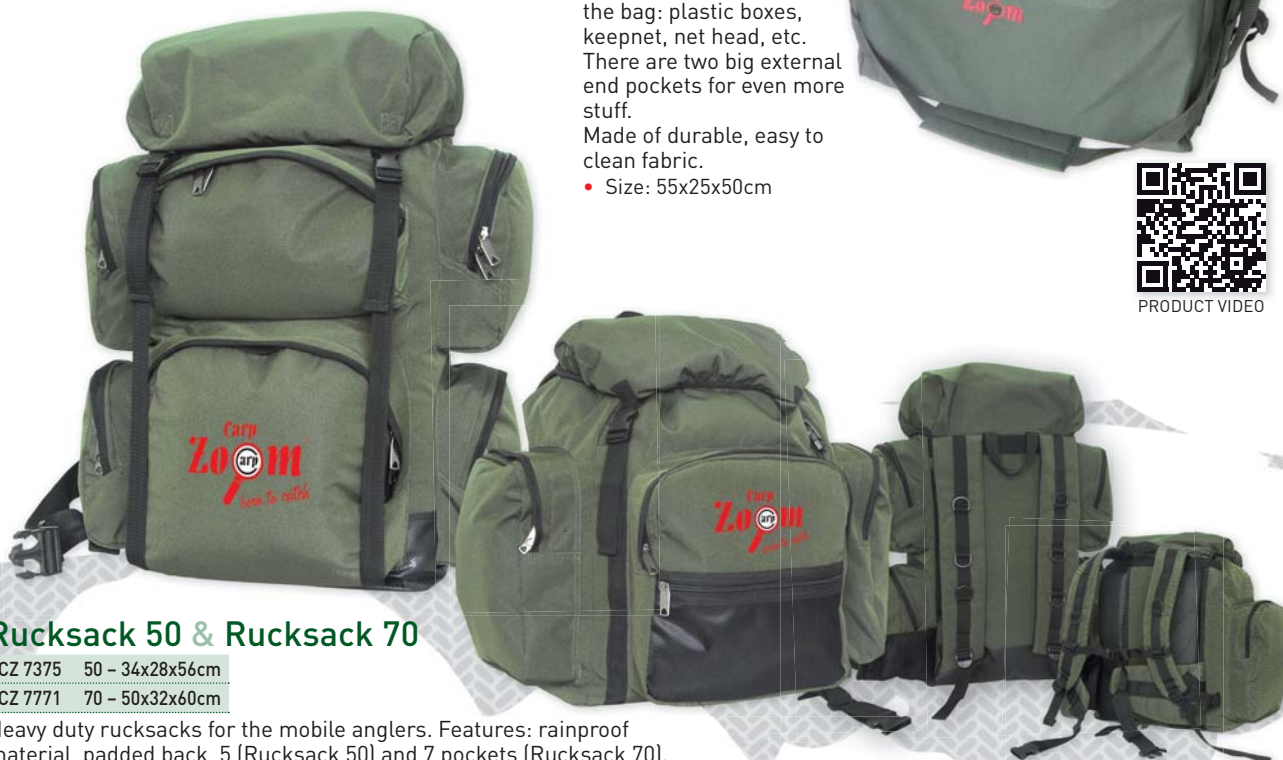 the bag: plastic boxes,
keepnet, net head, etc.
There are two big external
end pockets for even more
stuff.
Made of durable, easy to
clean fabric.
• Size: 55x25x50cm
Zoom
PRODUCT VIDEO
Carp
Zoom
Carp
born to catch
Carp
Zoom
Carp
Rucksack 50 & Rucksack 70
CZ 7375 50 – 34x28x56cm
CZ 7771 70 – 50x32x60cm
Heavy duty rucksacks for the mobile anglers. Features: rainproof
material, padded back, 5 (Rucksack 50) and 7 pockets (Rucksack 70),